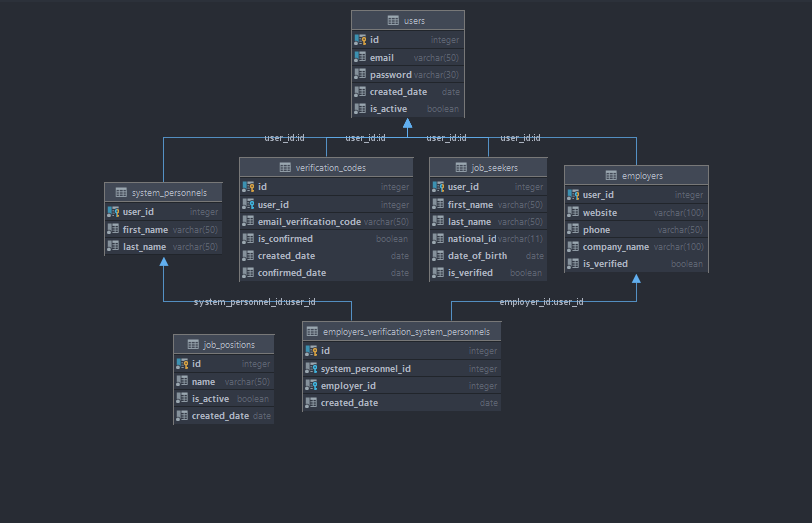 users
id integer
email varchar(50)
password varchar(30)
created_date date
is_active boolean
user_id:id user_id:id user_id:id user_id:id
system_personnels
user_id integer
first_name varchar(50)
last_name varchar(50)
verification_codes
id integer
user_id integer
email_verification_code varchar(50)
is_confirmed boolean
created_date date
confirmed_date date
job_seekers
user_id integer
first_name varchar(50)
last_name varchar(50)
national_id varchar(11)
date_of_birth date
is_verified boolean
employers
user_id integer
website varchar(100)
phone varchar(50)
company_name varchar(100)
is_verified boolean
system_personnel_id:user_id employer_id:user_id
job_positions
id integer
name varchar(50)
is_active boolean
created_date date
employers_verification_system_personnels
id integer
system_personnel_id integer
employer_id integer
created_date date